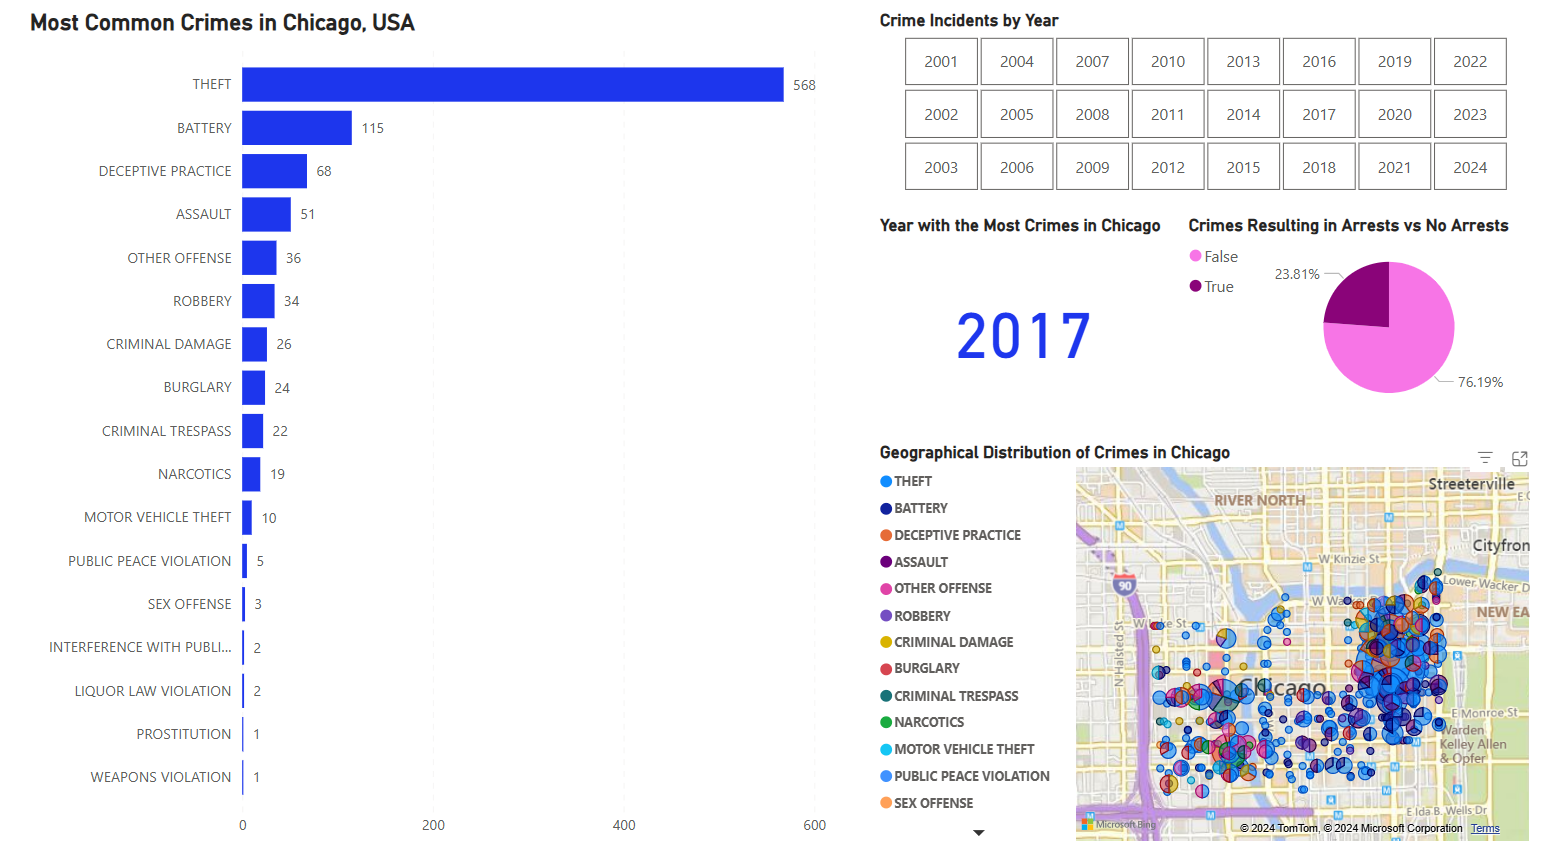 Most Common Crimes in Chicago, USA
THEFT 568
BATTERY 115
DECEPTIVE PRACTICE 68
ASSAULT 51
OTHER OFFENSE 36
ROBBERY 34
CRIMINAL DAMAGE 26
BURGLARY 24
CRIMINAL TRESPASS 22
NARCOTICS 19
MOTOR VEHICLE THEFT 10
PUBLIC PEACE VIOLATION 5
SEX OFFENSE 3
INTERFERENCE WITH PUBLI... 2
LIQUOR LAW VIOLATION 2
PROSTITUTION 1
WEAPONS VIOLATION 1
0 200 400 600
Crime Incidents by Year
2001 2004 2007 2010 2013 2016 2019 2022
2002 2005 2008 2011 2014 2017 2020 2023
2003 2006 2009 2012 2015 2018 2021 2024
Year with the Most Crimes in Chicago
2017
Crimes Resulting in Arrests vs No Arrests
False
True
23.81%
76.19%
Geographical Distribution of Crimes in Chicago
THEFT
BATTERY
DECEPTIVE PRACTICE
ASSAULT
OTHER OFFENSE
ROBBERY
CRIMINAL DAMAGE
BURGLARY
CRIMINAL TRESPASS
NARCOTICS
MOTOR VEHICLE THEFT
PUBLIC PEACE VIOLATION
SEX OFFENSE
Streeterville
RIVER NORTH
E O
Cityfron
W Kinzie St
90
Lower Wacker D
W Wa
NEW EA
W L ke St
N Halsted St
Chicago
E Monroe St
Warden
Kelley Allen
& Opfer
E Ida B. Wells Dr
Microsoft Bing
© 2024 TomTom, © 2024 Microsoft Corporation Terms